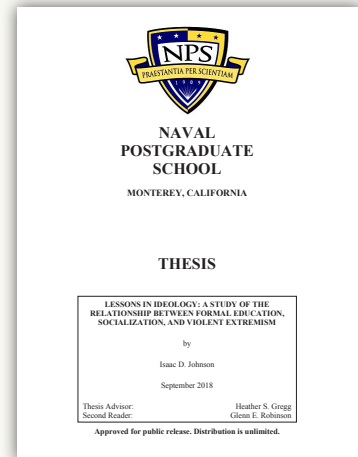 NPS
PRAESTANTIA PER SCIENTIAM
1909
NAVAL
POSTGRADUATE
SCHOOL
MONTEREY, CALIFORNIA
THESIS
LESSONS IN IDEOLOGY: A STUDY OF THE
RELATIONSHIP BETWEEN FORMAL EDUCATION,
SOCIALIZATION, AND VIOLENT EXTREMISM
by
Isaac D. Johnson
September 2018
Thesis Advisor: Heather S. Gregg
Second Reader: Glenn E. Robinson
Approved for public release. Distribution is unlimited.